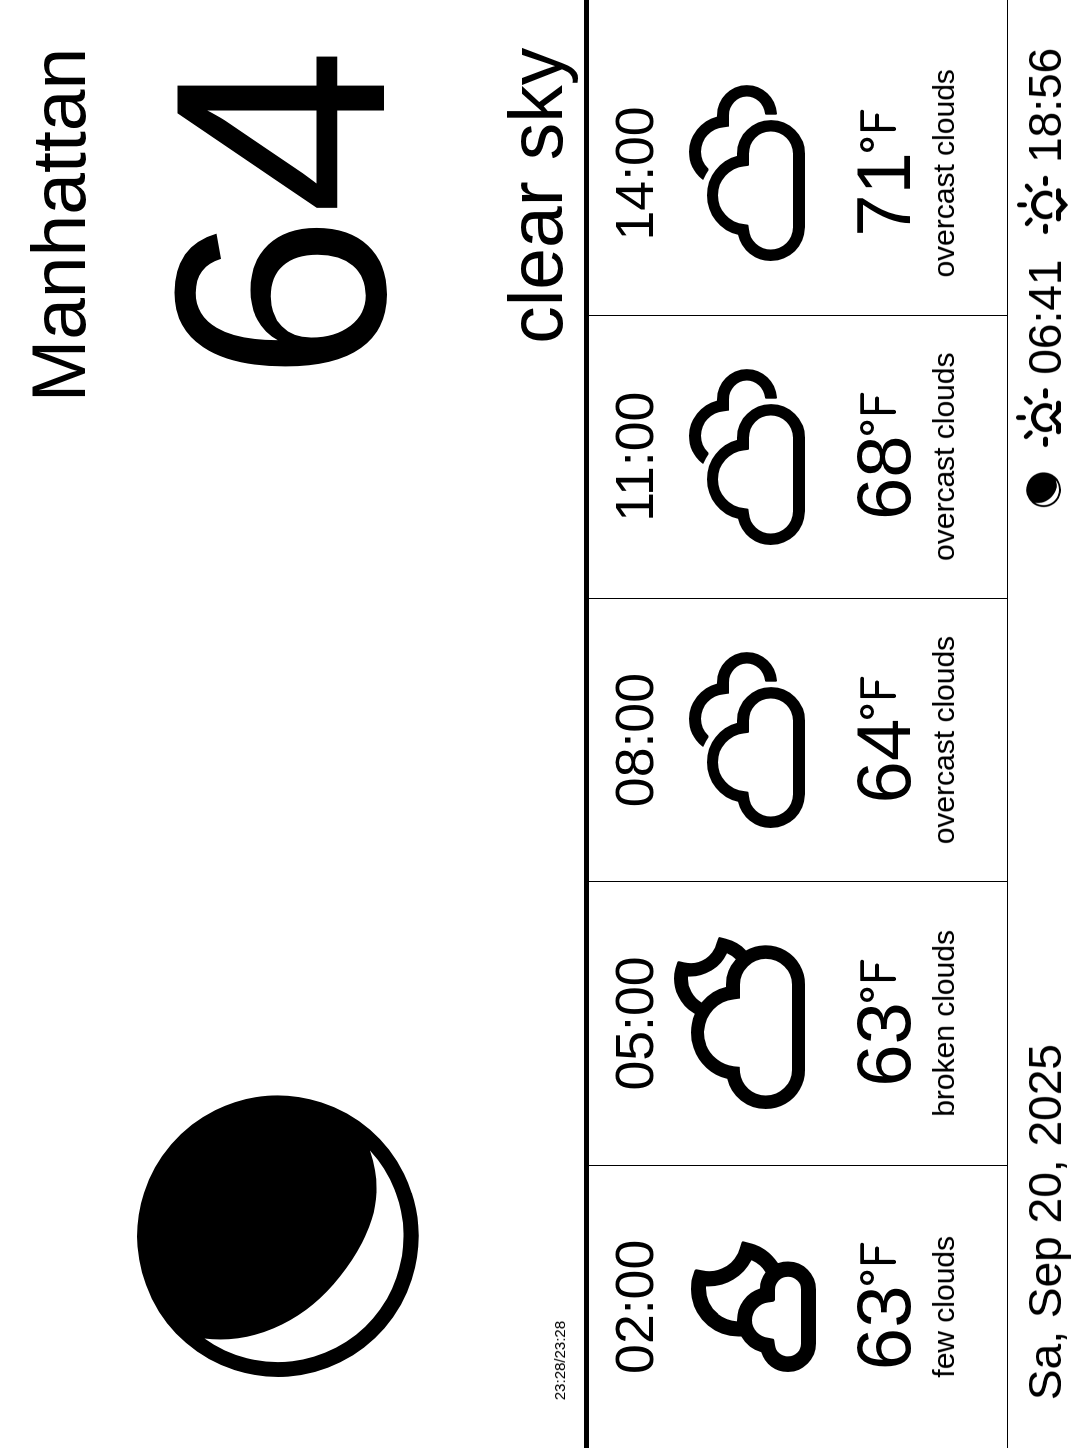 Manhattan
64
clear sky
23:28/23:28
02:00
63°F
few clouds
05:00
63°F
broken clouds
08:00
64°F
overcast clouds
11:00
68°F
overcast clouds
14:00
71°F
overcast clouds
Sa, Sep 20, 2025
06:41 18:56